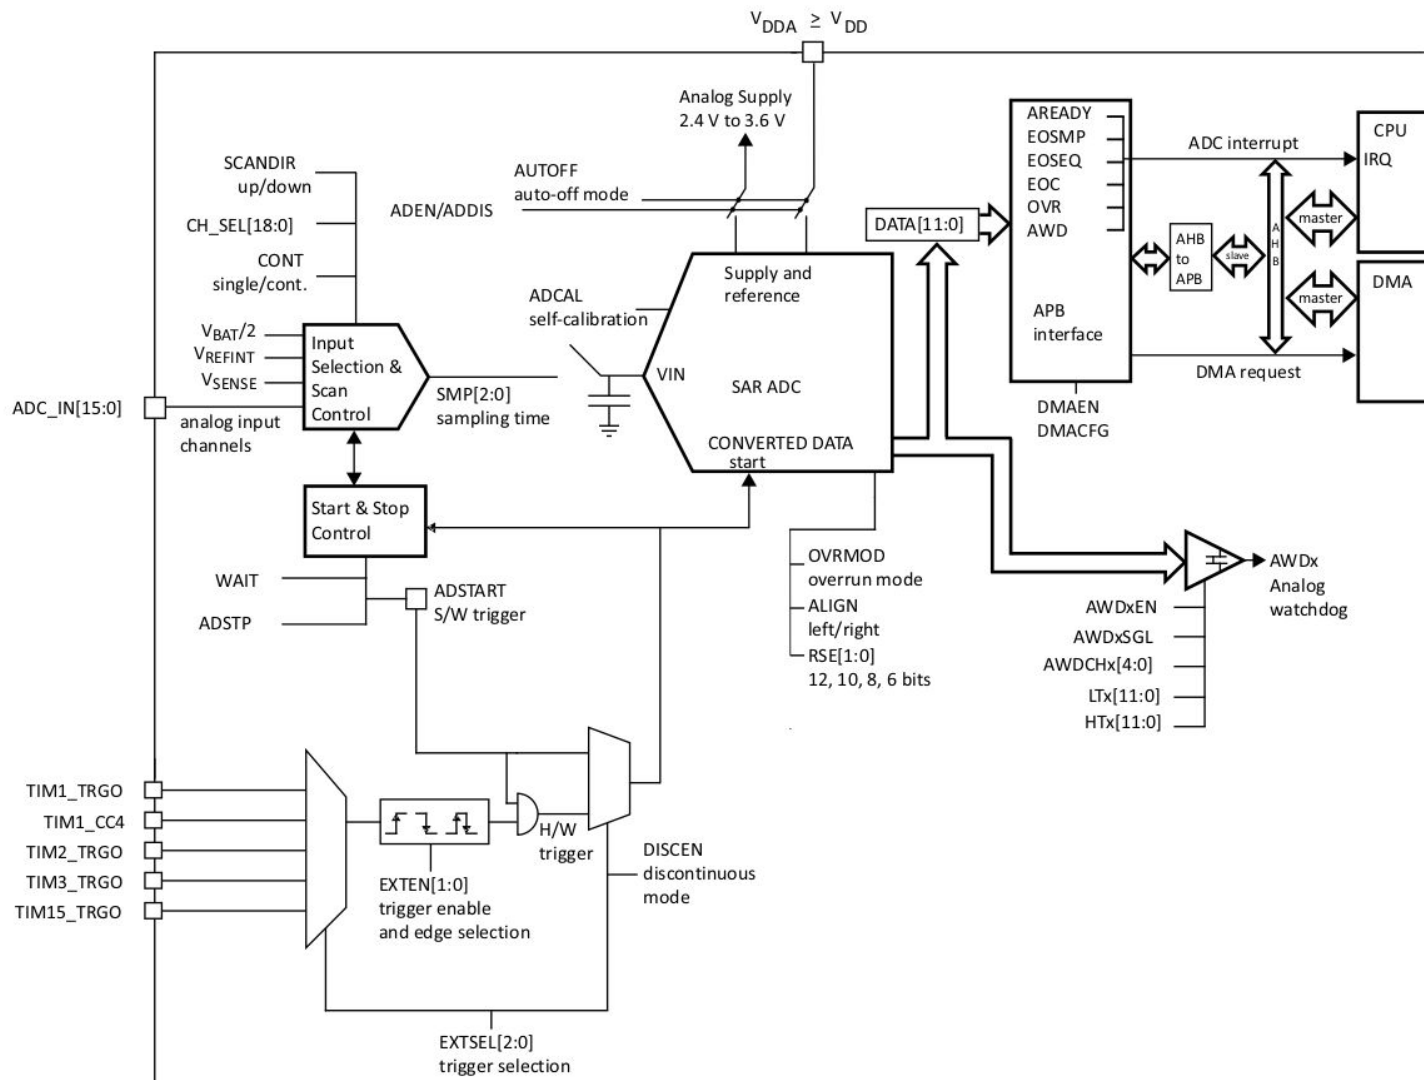 VDDA ≥ VDD
Analog Supply
2.4 V to 3.6 V
SCANDIR
up/down
CH_SEL[18:0]
CONT
single/cont.
AUTOFF
auto-off mode
ADEN/ADDIS
VBAT/2
VREFINT
VSENSE
ADC_IN[15:0]
analog input
channels
Input
Selection &
Scan
Control
SMP[2:0]
sampling time
ADCAL
self-calibration
Supply and
reference
VIN
SAR ADC
CONVERTED DATA
start
DATA[11:0]
AREADY
EOSMP
EOSEQ
EOC
OVR
AWD
APB
interface
DMAEN
DMACFG
ADC interrupt
AHB
to
APB
slave
A
H
B
master
master
CPU
IRQ
DMA
DMA request
Start & Stop
Control
WAIT
ADSTP
ADSTART
S/W trigger
OVRMOD
overrun mode
ALIGN
left/right
RSE[1:0]
12, 10, 8, 6 bits
AWDx
Analog
watchdog
AWDxEN
AWDxSGL
AWDCHx[4:0]
LTx[11:0]
HTx[11:0]
TIM1_TRGO
TIM1_CC4
TIM2_TRGO
TIM3_TRGO
TIM15_TRGO
H/W
trigger
EXTEN[1:0]
trigger enable
and edge selection
DISCEN
discontinuous
mode
EXTSEL[2:0]
trigger selection